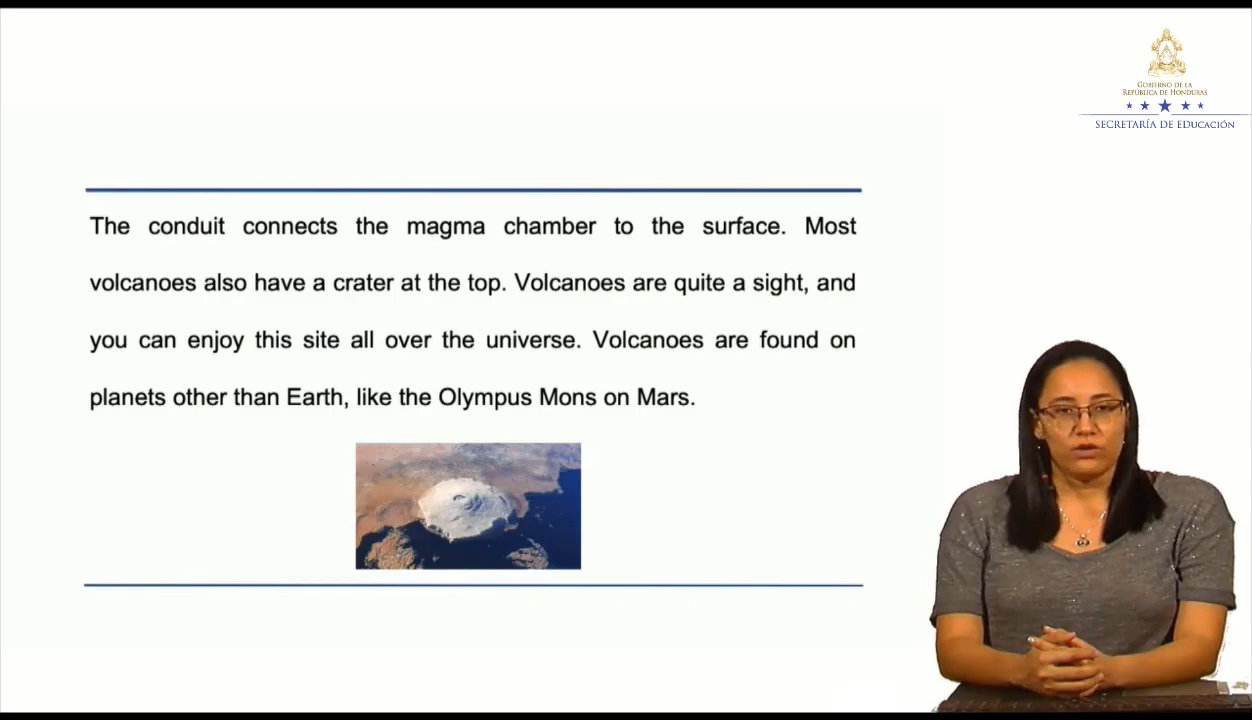 GOBIERNO DE LA
REPÚBLICA DE HONDURAS
SECRETARÍA DE EDUCACIÓN
The conduit connects the magma chamber to the surface. Most
volcanoes also have a crater at the top. Volcanoes are quite a sight, and
you can enjoy this site all over the universe. Volcanoes are found on
planets other than Earth, like the Olympus Mons on Mars.